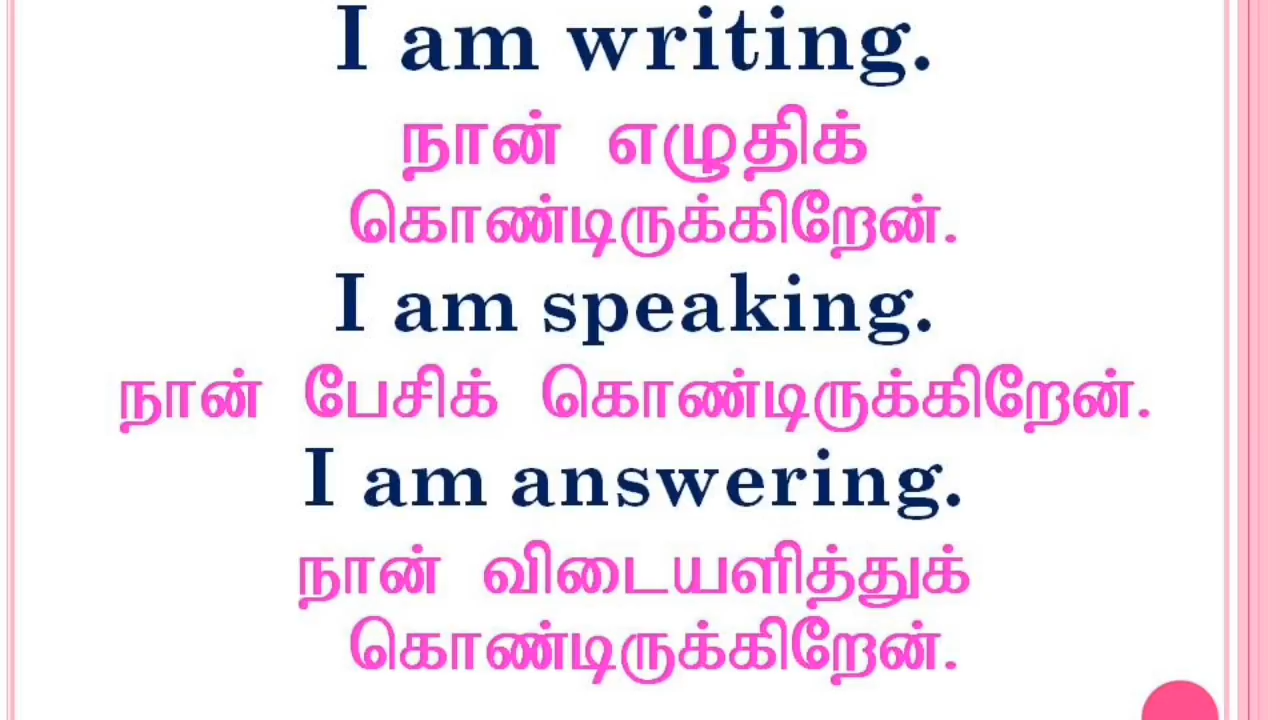 I am writing.
நான் எழுதிக்
கொண்டிருக்கிறேன்.
I am speaking.
நான் பேசிக் கொண்டிருக்கிறேன்.
I am answering.
நான் விடையளித்துக்
கொண்டிருக்கிறேன்.